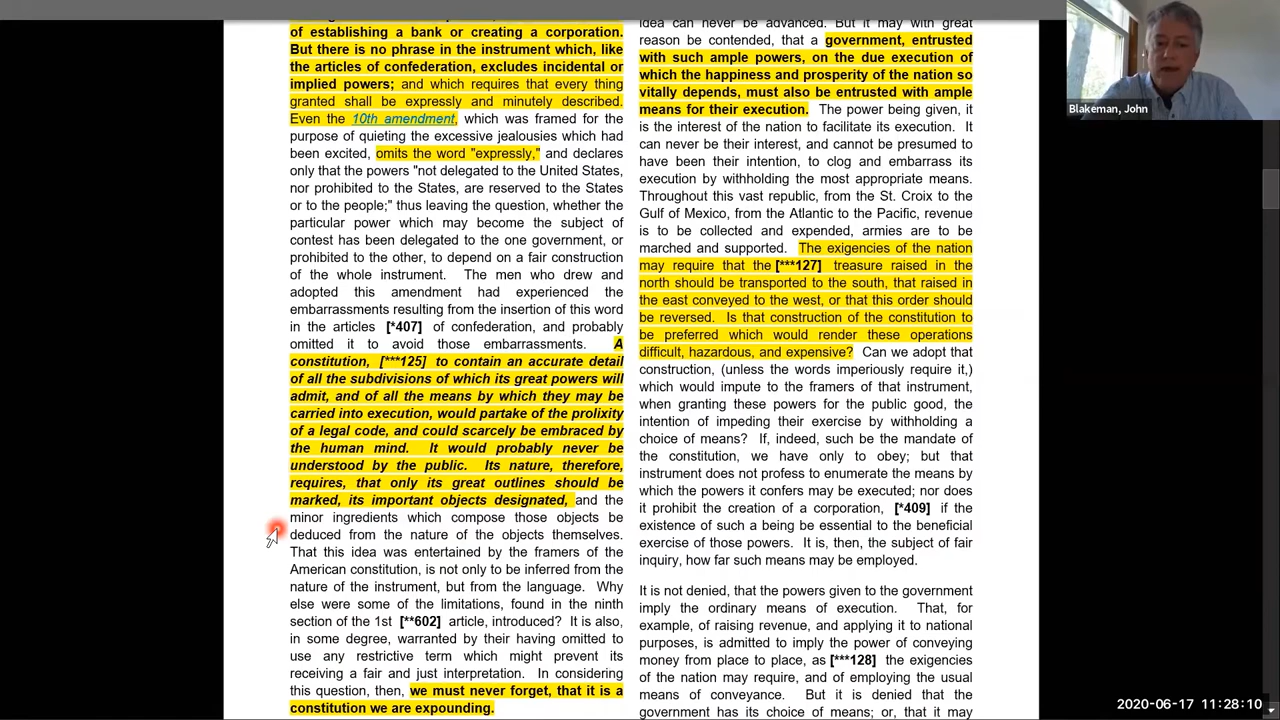 of establishing a bank or creating a corporation.
But there is no phrase in the instrument which, like
the articles of confederation, excludes incidental or
implied powers; and which requires that every thing
granted shall be expressly and minutely described.
Even the 10th amendment, which was framed for the
purpose of quieting the excessive jealousies which had
been excited, omits the word "expressly," and declares
only that the powers "not delegated to the United States,
nor prohibited to the States, are reserved to the States
or to the people;" thus leaving the question, whether the
particular power which may become the subject of
contest has been delegated to the one government, or
prohibited to the other, to depend on a fair construction
of the whole instrument. The men who drew and
adopted this amendment had experienced the
embarrassments resulting from the insertion of this word
in the articles [*407] of confederation, and probably
omitted it to avoid those embarrassments. A
constitution, [***125] to contain an accurate detail
of all the subdivisions of which its great powers will
admit, and of all the means by which they may be
carried into execution, would partake of the prolixity
of a legal code, and could scarcely be embraced by
the human mind. It would probably never be
understood by the public. Its nature, therefore,
requires, that only its great outlines should be
marked, its important objects designated, and the
minor ingredients which compose those objects be
deduced from the nature of the objects themselves.
That this idea was entertained by the framers of the
American constitution, is not only to be inferred from the
nature of the instrument, but from the language. Why
else were some of the limitations, found in the ninth
section of the 1st [**602] article, introduced? It is also,
in some degree, warranted by their having omitted to
use any restrictive term which might prevent its
receiving a fair and just interpretation. In considering
this question, then, we must never forget, that it is a
constitution we are expounding.
idea can never be advanced. But it may with great
reason be contended, that a government, entrusted
with such ample powers, on the due execution of
which the happiness and prosperity of the nation so
vitally depends, must also be entrusted with ample
means for their execution. The power being given, it
is the interest of the nation to facilitate its execution. It
can never be their interest, and cannot be presumed to
have been their intention, to clog and embarrass its
execution by withholding the most appropriate means.
Throughout this vast republic, from the St. Croix to the
Gulf of Mexico, from the Atlantic to the Pacific, revenue
is to be collected and expended, armies are to be
marched and supported. The exigencies of the nation
may require that the [***127] treasure raised in the
north should be transported to the south, that raised in
the east conveyed to the west, or that this order should
be reversed. Is that construction of the constitution to
be preferred which would render these operations
difficult, hazardous, and expensive? Can we adopt that
construction, (unless the words imperiously require it,)
which would impute to the framers of that instrument,
when granting these powers for the public good, the
intention of impeding their exercise by withholding a
choice of means? If, indeed, such be the mandate of
the constitution, we have only to obey; but that
instrument does not profess to enumerate the means by
which the powers it confers may be executed; nor does
it prohibit the creation of a corporation, [*409] if the
existence of such a being be essential to the beneficial
exercise of those powers. It is, then, the subject of fair
inquiry, how far such means may be employed.
It is not denied, that the powers given to the government
imply the ordinary means of execution. That, for
example, of raising revenue, and applying it to national
purposes, is admitted to imply the power of conveying
money from place to place, as [***128] the exigencies
of the nation may require, and of employing the usual
means of conveyance. But it is denied that the
government has its choice of means; or, that it may
Blakeman, John
2020-06-17 11:28:10